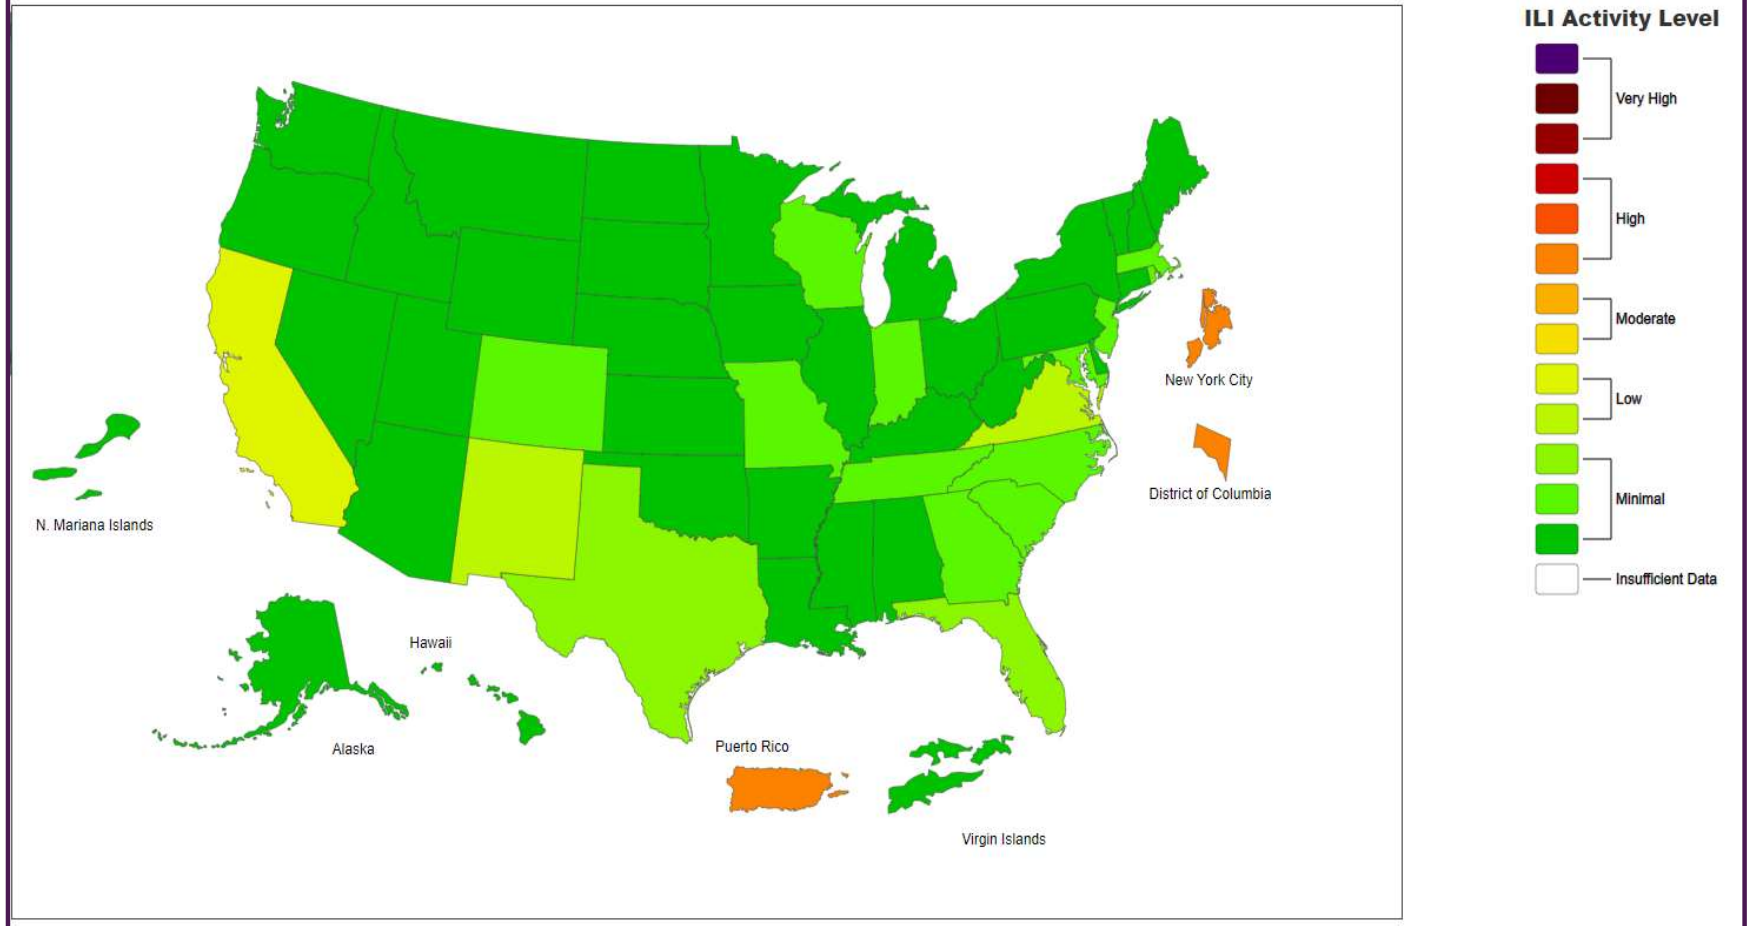 ILI Activity Level
Very High
High
Moderate
Low
Minimal
Insufficient Data
New York City
District of Columbia
N. Mariana Islands
Hawaii
Alaska
Puerto Rico
Virgin Islands